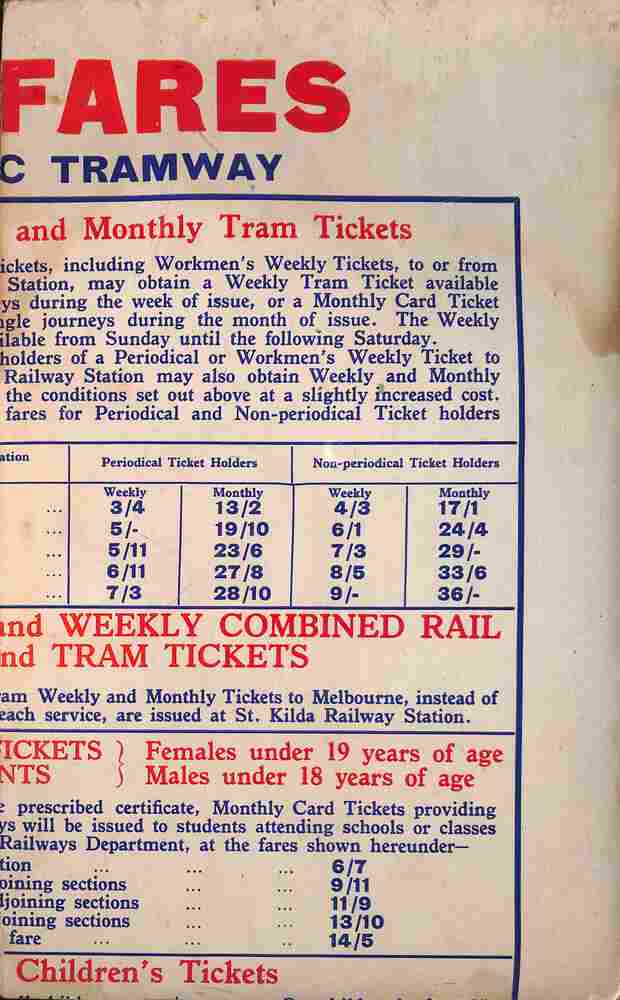 FARES
C TRAMWAY
and Monthly Tram Tickets
ickets, including Workmen's Weekly Tickets, to or from
Station, may obtain a Weekly Tram Ticket available
ys during the week of issue, or a Monthly Card Ticket
ngle journeys during the month of issue. The Weekly
ilable from Sunday until the following Saturday.
holders of a Periodical or Workmen's Weekly Ticket to
Railway Station may also obtain Weekly and Monthly
the conditions set out above at a slightly increased cost.
fares for Periodical and Non-periodical Ticket holders
ation Periodical Ticket Holders Non-periodical Ticket Holders
Weekly Monthly Weekly Monthly
... 3/4 13/2 4/3 17/1
... 5/- 19/10 6/1 24/4
... 5/11 23/6 7/3 29/-
... 6/11 27/8 8/5 33/6
... 7/3 28/10 9/- 36/-
and WEEKLY COMBINED RAIL
nd TRAM TICKETS
am Weekly and Monthly Tickets to Melbourne, instead of
each service, are issued at St. Kilda Railway Station.
TICKETS } Females under 19 years of age
NTS } Males under 18 years of age
e prescribed certificate, Monthly Card Tickets providing
ys will be issued to students attending schools or classes
Railways Department, at the fares shown hereunder—
tion ... ... ... 6/7
oining sections ... ... 9/11
djoining sections ... ... 11/9
oining sections ... ... 13/10
fare ... ... .. 14/5
Children's Tickets